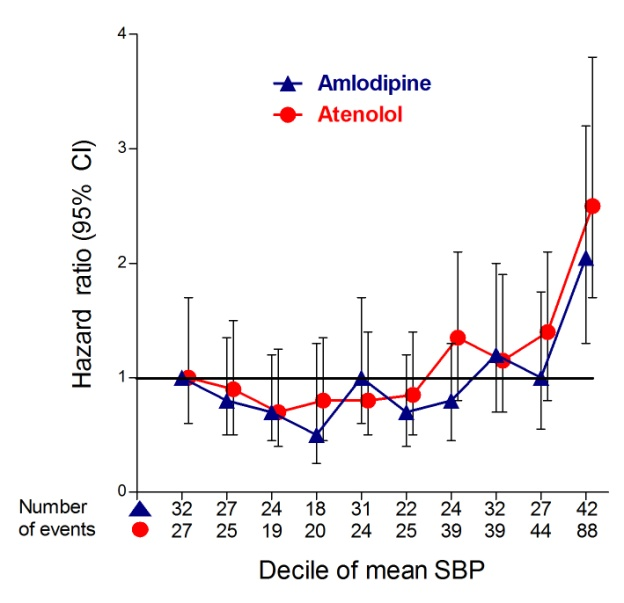 4
Amlodipine
Atenolol
3
Hazard ratio (95% CI)
2
1
0
Number 32 27 24 18 31 22 24 32 27 42
of events 27 25 19 20 24 25 39 39 44 88
Decile of mean SBP